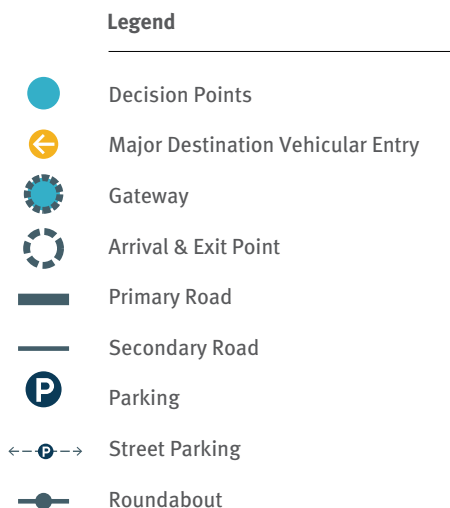 Legend
Decision Points
Major Destination Vehicular Entry
Gateway
Arrival & Exit Point
Primary Road
Secondary Road
P Parking
P Street Parking
Roundabout